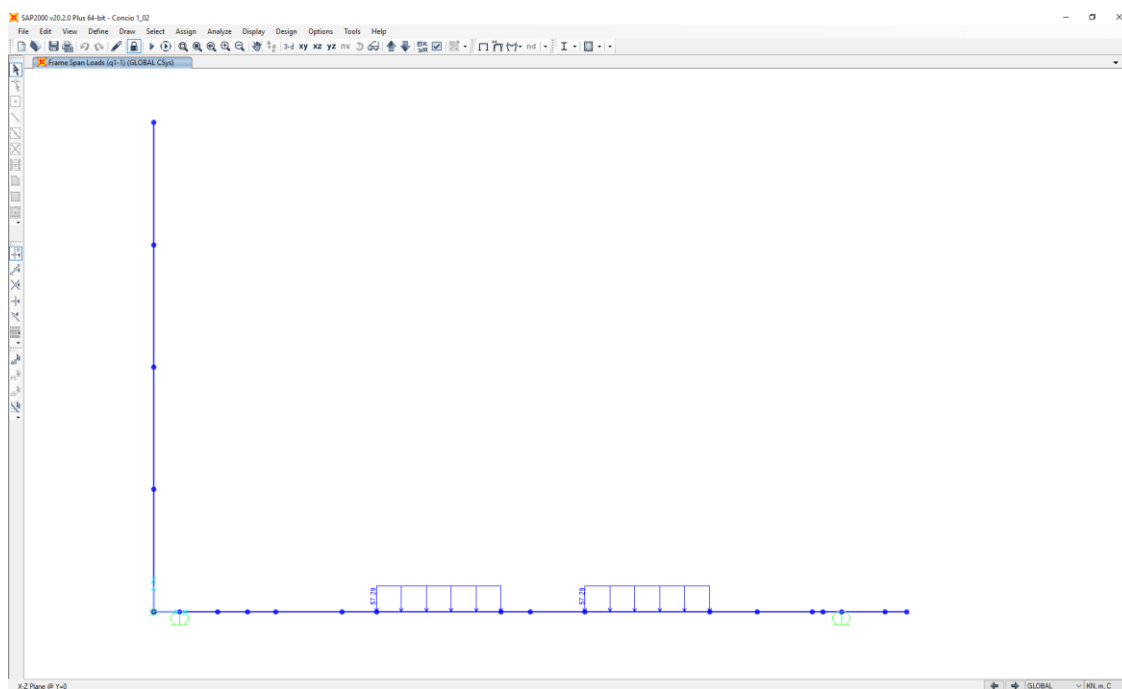 SAP2000 v20.2.0 Plus 64-bit - Concio 1_02
File Edit View Define Draw Select Assign Analyze Display Design Options Tools Help
3-d xy xz yz nv nd
Frame Span Loads (q1-1) (GLOBAL CSys)
57.29 57.29
X-Z Plane @ Y=0 GLOBAL KN, m, C